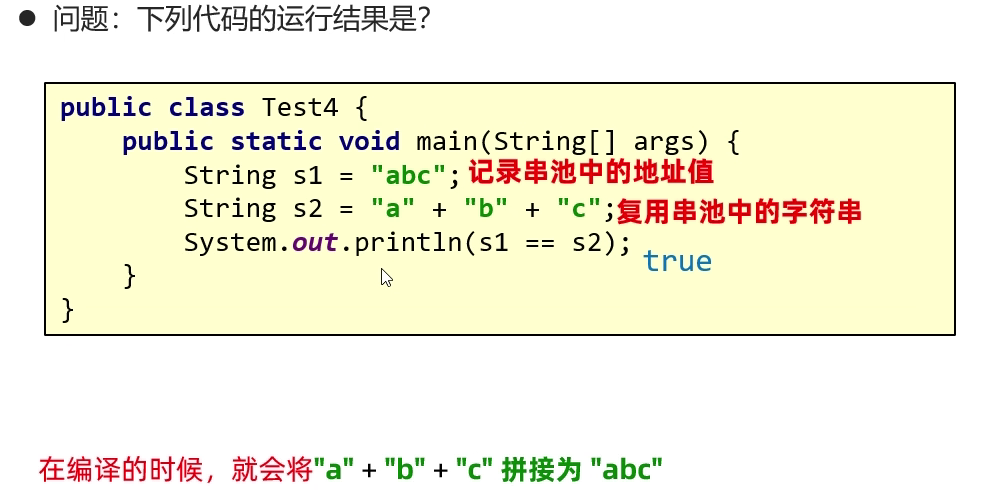 ● 问题：下列代码的运行结果是？
public class Test4 {
public static void main(String[] args) {
String s1 = "abc"; 记录串池中的地址值
String s2 = "a" + "b" + "c"; 复用串池中的字符串
System.out.println(s1 == s2);
true
}
}
在编译的时候，就会将"a" + "b" + "c" 拼接为 "abc"